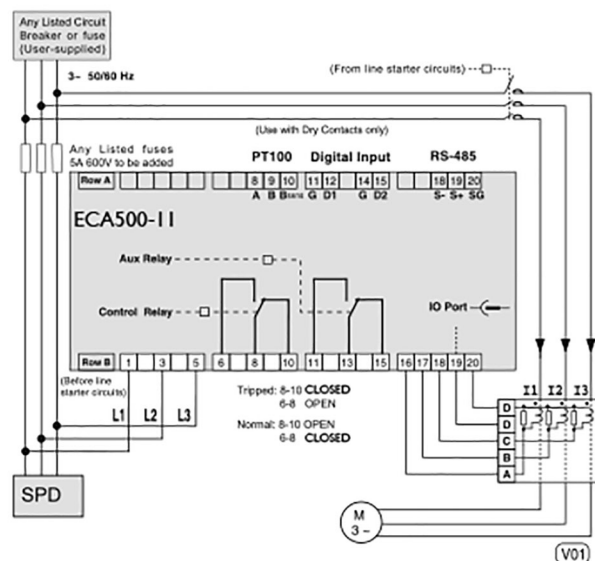 Any Listed Circuit
Breaker or fuse
(User-supplied)
3~ 50/60 Hz
(From line starter circuits)
(Use with Dry Contacts only)
Any Listed fuses
5A 600V to be added
PT100 Digital Input RS-485
Row A 8 9 10 11 12 14 15 18 19 20
A B B G D1 G D2 S- S+ SG
ECA500-II
Aux Relay
Control Relay
IO Port
Row B 1 3 5 6 8 10 11 13 15 16 17 18 19 20
(Before line
starter circuits)
L1 L2 L3
Tripped: 8-10 CLOSED
6-8 OPEN
Normal: 8-10 OPEN
6-8 CLOSED
I1 I2 I3
D
D
C
B
A
SPD
M
3 ~
V01